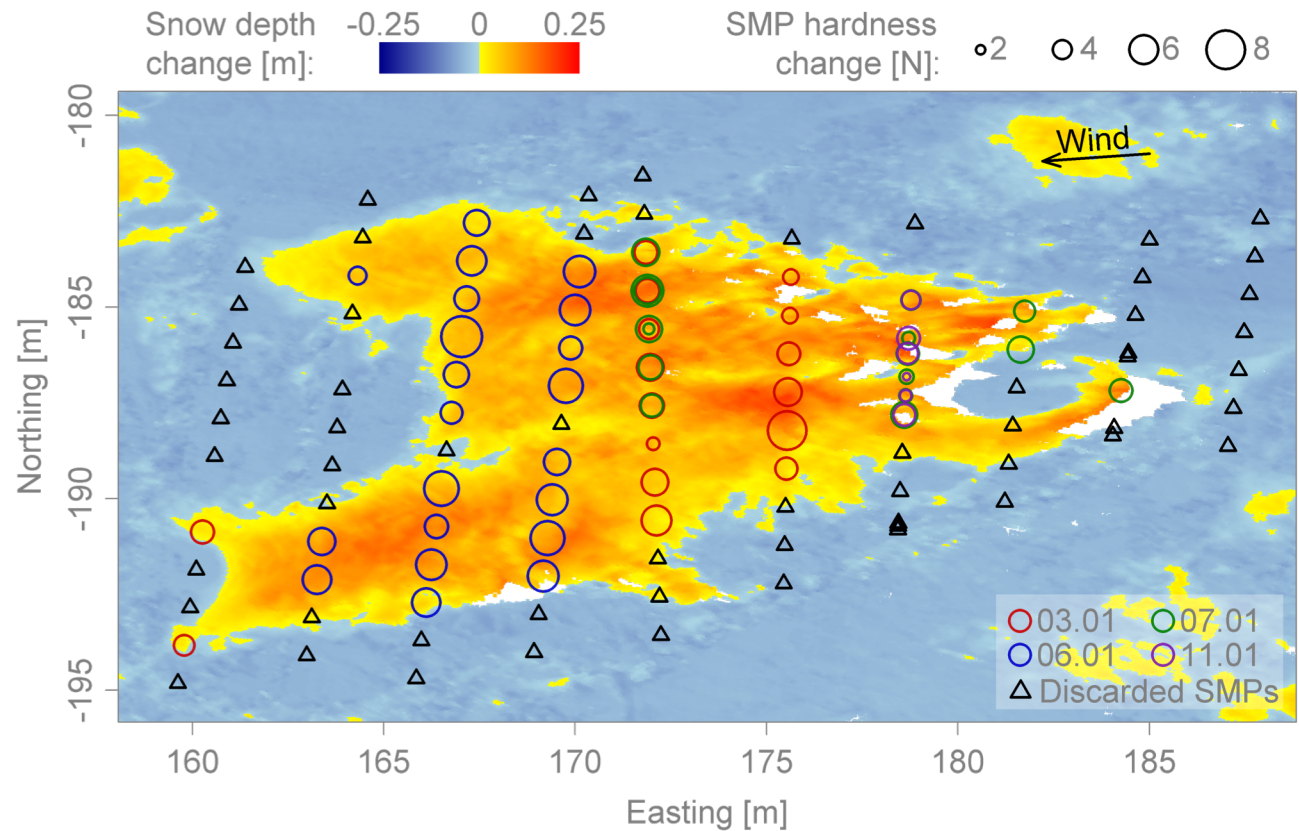 Snow depth -0.25 0 0.25 SMP hardness
change [m]: change [N]: 2 4 6 8
Wind
-180
-185
-190
-195
Northing [m]
03.01 07.01
06.01 11.01
Discarded SMPs
160 165 170 175 180 185
Easting [m]